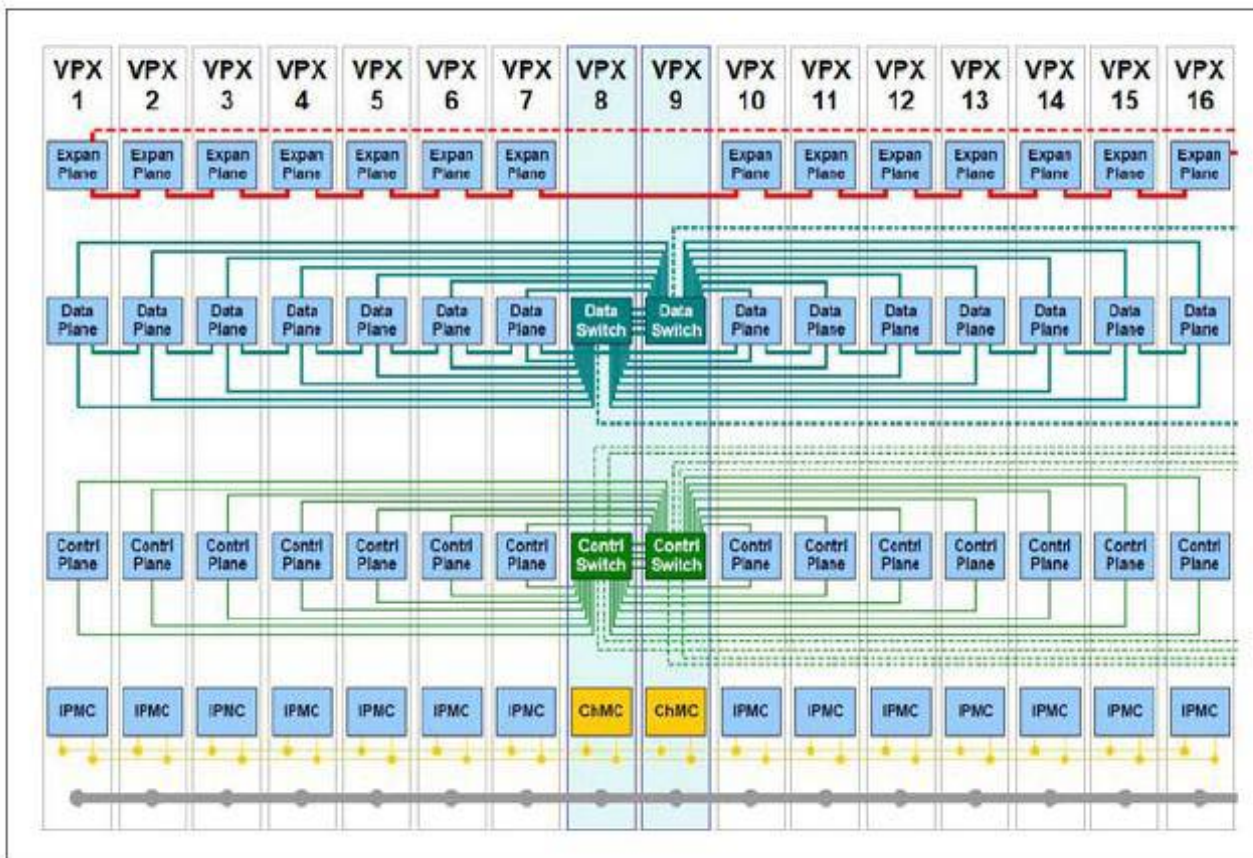 VPX VPX VPX VPX VPX VPX VPX VPX VPX VPX VPX VPX VPX VPX VPX VPX
1 2 3 4 5 6 7 8 9 10 11 12 13 14 15 16
Expan Expan Expan Expan Expan Expan Expan Expan Expan Expan Expan Expan Expan Expan
Plane Plane Plane Plane Plane Plane Plane Plane Plane Plane Plane Plane Plane Plane
Data Data Data Data Data Data Data Data Data Data Data Data Data Data Data Data
Plane Plane Plane Plane Plane Plane Plane Switch Switch Plane Plane Plane Plane Plane Plane Plane
Contrl Contrl Contrl Contrl Contrl Contrl Contrl Contrl Contrl Contrl Contrl Contrl Contrl Contrl Contrl Contrl
Plane Plane Plane Plane Plane Plane Plane Switch Switch Plane Plane Plane Plane Plane Plane Plane
IPMC IPMC IPMC IPMC IPMC IPMC IPMC ChMC ChMC IPMC IPMC IPMC IPMC IPMC IPMC IPMC